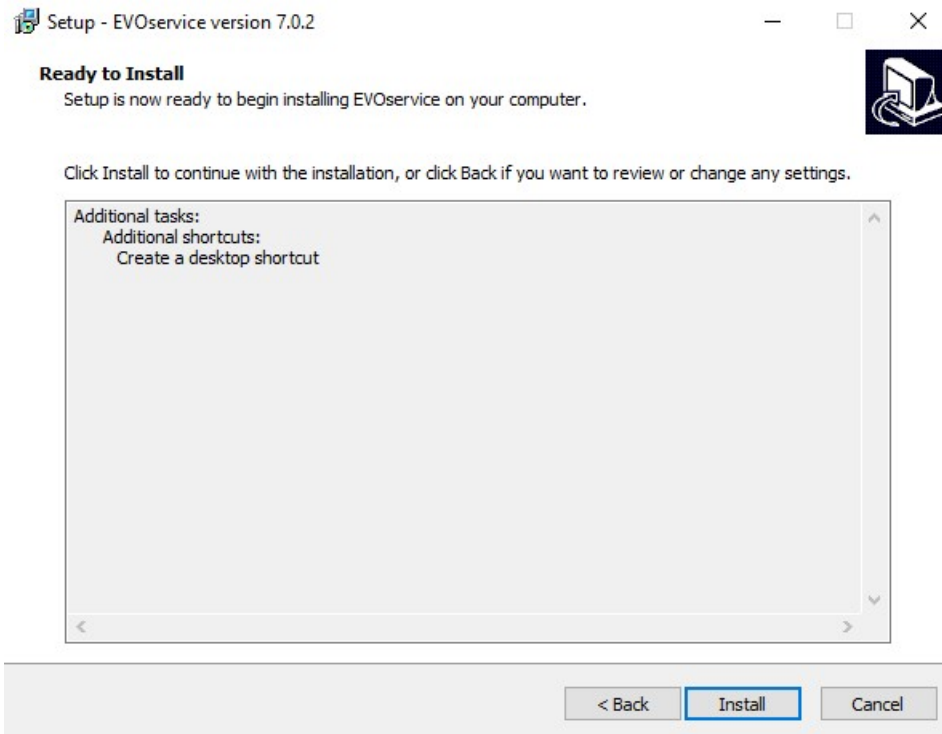 Setup - EVOservice version 7.0.2
Ready to Install
Setup is now ready to begin installing EVOservice on your computer.
Click Install to continue with the installation, or click Back if you want to review or change any settings.
Additional tasks:
Additional shortcuts:
Create a desktop shortcut
< Back
Install
Cancel